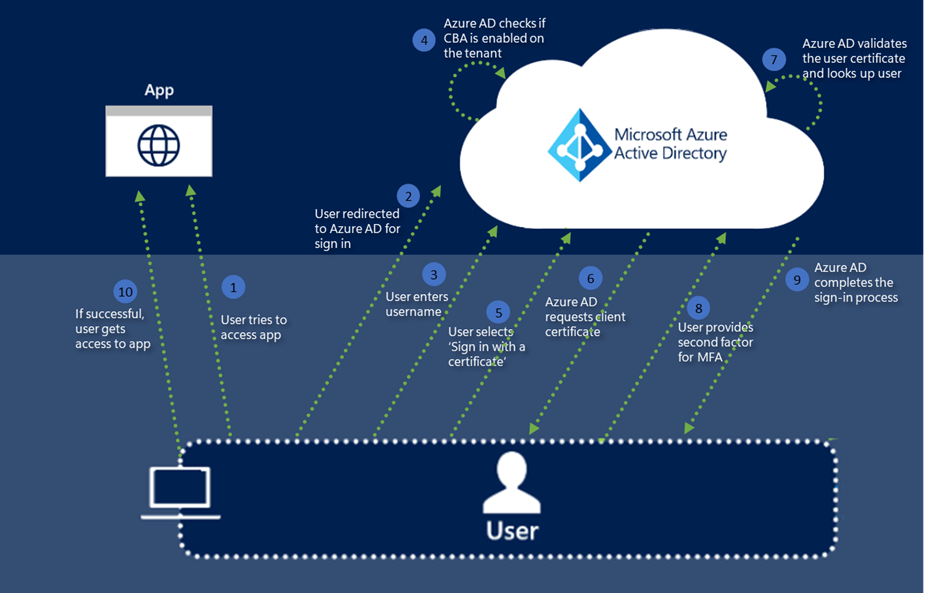 4
Azure AD checks if
CBA is enabled on
the tenant
7
Azure AD validates
the user certificate
and looks up user
App
Microsoft Azure
Active Directory
2
User redirected
to Azure AD for
sign in
3
User enters
username
5
User selects
‘Sign in with a
certificate’
6
Azure AD
requests client
certificate
8
User provides
second factor
for MFA
9
Azure AD
completes the
sign-in process
10
If successful,
user gets
access to app
1
User tries to
access app
User